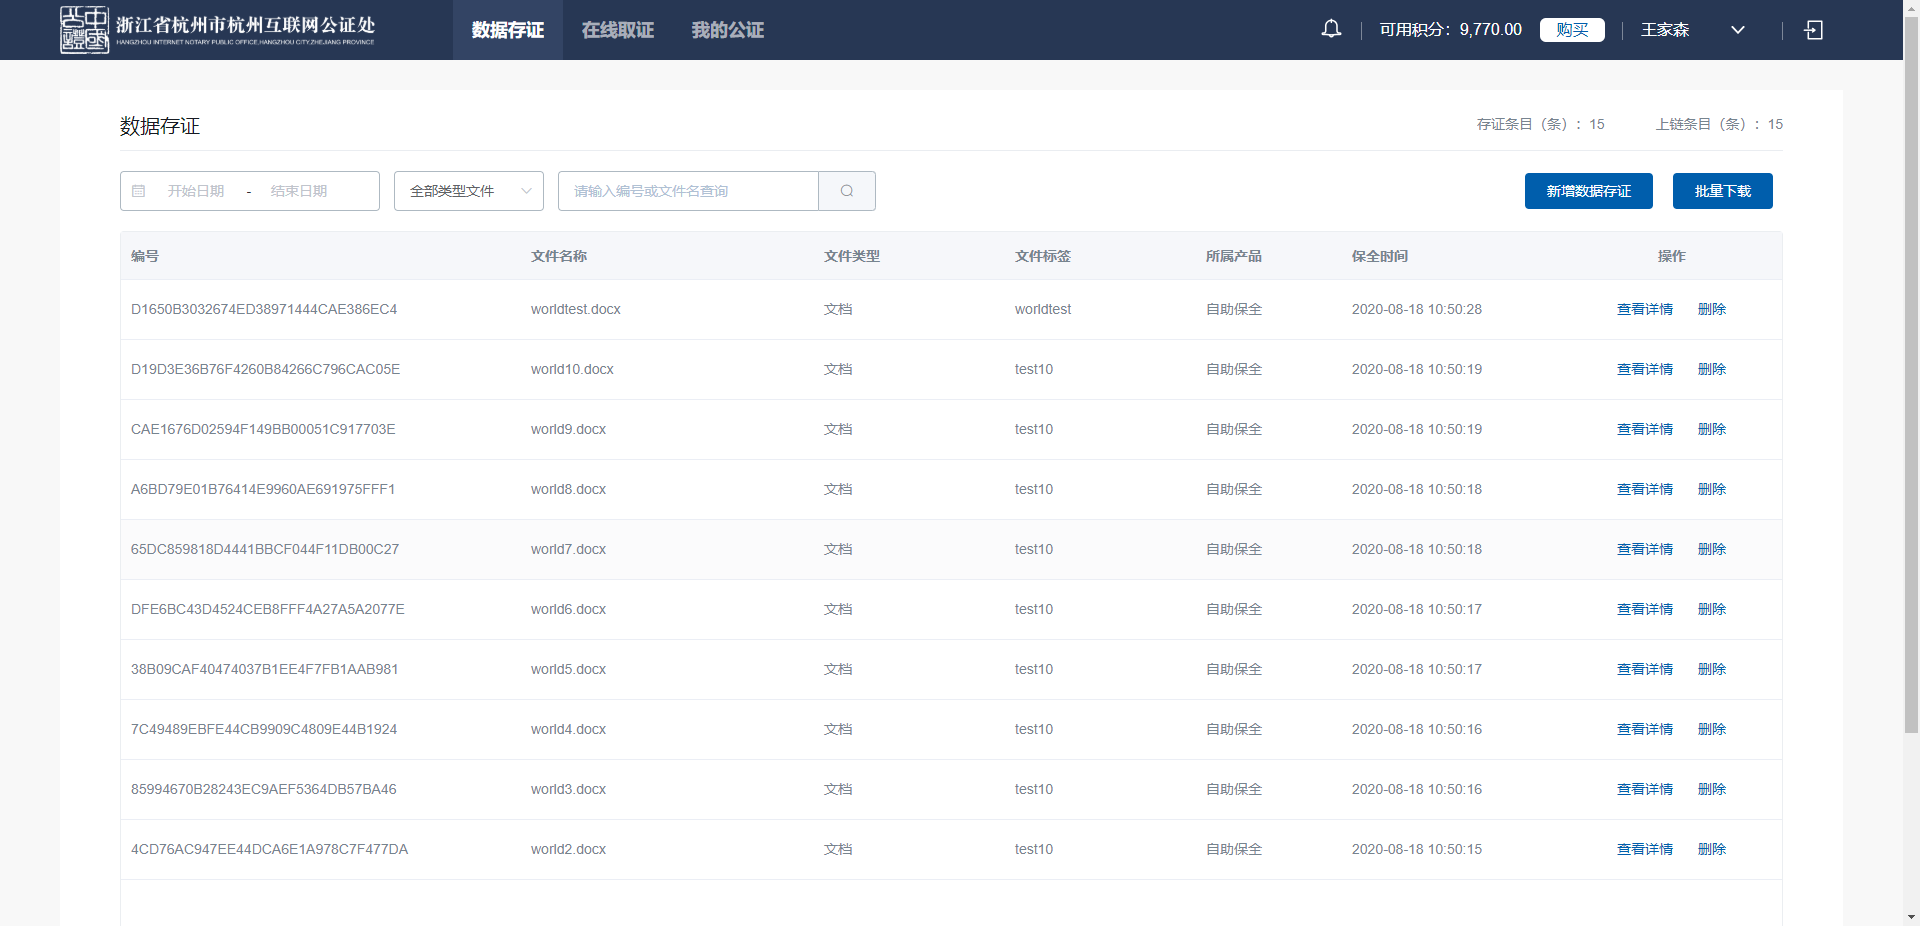 浙江省杭州市杭州互联网公证处
HANGZHOU INTERNET NOTARY PUBLIC OFFICE,HANGZHOU CITY,ZHEJIANG PROVINCE
数据存证 在线取证 我的公证
可用积分：9,770.00 购买 王家森
数据存证 存证条目（条）：15 上链条目（条）：15
开始日期 - 结束日期 全部类型文件 请输入编号或文件名查询 新增数据存证 批量下载
编号 文件名称 文件类型 文件标签 所属产品 保全时间 操作
D1650B3032674ED38971444CAE386EC4 worldtest.docx 文档 worldtest 自助保全 2020-08-18 10:50:28 查看详情 删除
D19D3E36B76F4260B84266C796CAC05E world10.docx 文档 test10 自助保全 2020-08-18 10:50:19 查看详情 删除
CAE1676D02594F149BB00051C917703E world9.docx 文档 test10 自助保全 2020-08-18 10:50:19 查看详情 删除
A6BD79E01B76414E9960AE691975FFF1 world8.docx 文档 test10 自助保全 2020-08-18 10:50:18 查看详情 删除
65DC859818D4441BBCF044F11DB00C27 world7.docx 文档 test10 自助保全 2020-08-18 10:50:18 查看详情 删除
DFE6BC43D4524CEB8FFF4A27A5A2077E world6.docx 文档 test10 自助保全 2020-08-18 10:50:17 查看详情 删除
38B09CAF40474037B1EE4F7FB1AAB981 world5.docx 文档 test10 自助保全 2020-08-18 10:50:17 查看详情 删除
7C49489EBFE44CB9909C4809E44B1924 world4.docx 文档 test10 自助保全 2020-08-18 10:50:16 查看详情 删除
85994670B28243EC9AEF5364DB57BA46 world3.docx 文档 test10 自助保全 2020-08-18 10:50:16 查看详情 删除
4CD76AC947EE44DCA6E1A978C7F477DA world2.docx 文档 test10 自助保全 2020-08-18 10:50:15 查看详情 删除